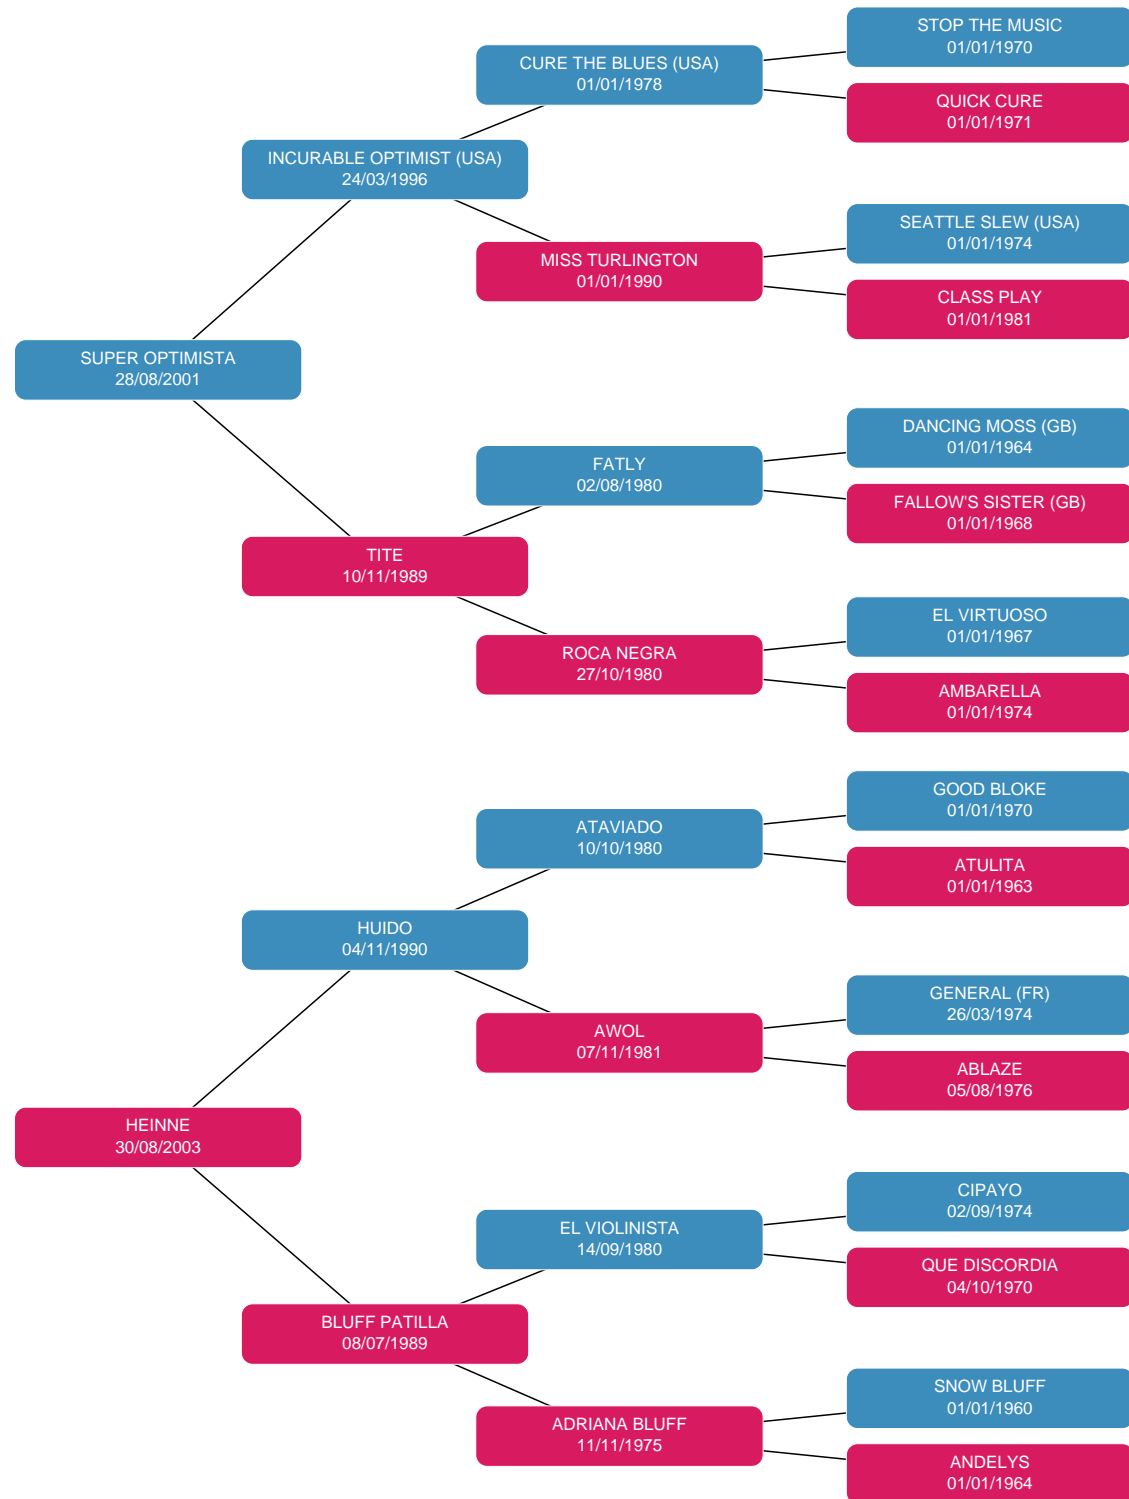 STOP THE MUSIC
01/01/1970
CURE THE BLUES (USA)
01/01/1978
QUICK CURE
01/01/1971
INCURABLE OPTIMIST (USA)
24/03/1996
SEATTLE SLEW (USA)
01/01/1974
MISS TURLINGTON
01/01/1990
CLASS PLAY
01/01/1981
SUPER OPTIMISTA
28/08/2001
DANCING MOSS (GB)
01/01/1964
FATLY
02/08/1980
FALLOW'S SISTER (GB)
01/01/1968
TITE
10/11/1989
EL VIRTUOSO
01/01/1967
ROCA NEGRA
27/10/1980
AMBARELLA
01/01/1974
GOOD BLOKE
01/01/1970
ATAVIADO
10/10/1980
ATULITA
01/01/1963
HUIDO
04/11/1990
GENERAL (FR)
26/03/1974
AWOL
07/11/1981
ABLAZE
05/08/1976
HEINNE
30/08/2003
CIPAYO
02/09/1974
EL VIOLINISTA
14/09/1980
QUE DISCORDIA
04/10/1970
BLUFF PATILLA
08/07/1989
SNOW BLUFF
01/01/1960
ADRIANA BLUFF
11/11/1975
ANDELYS
01/01/1964